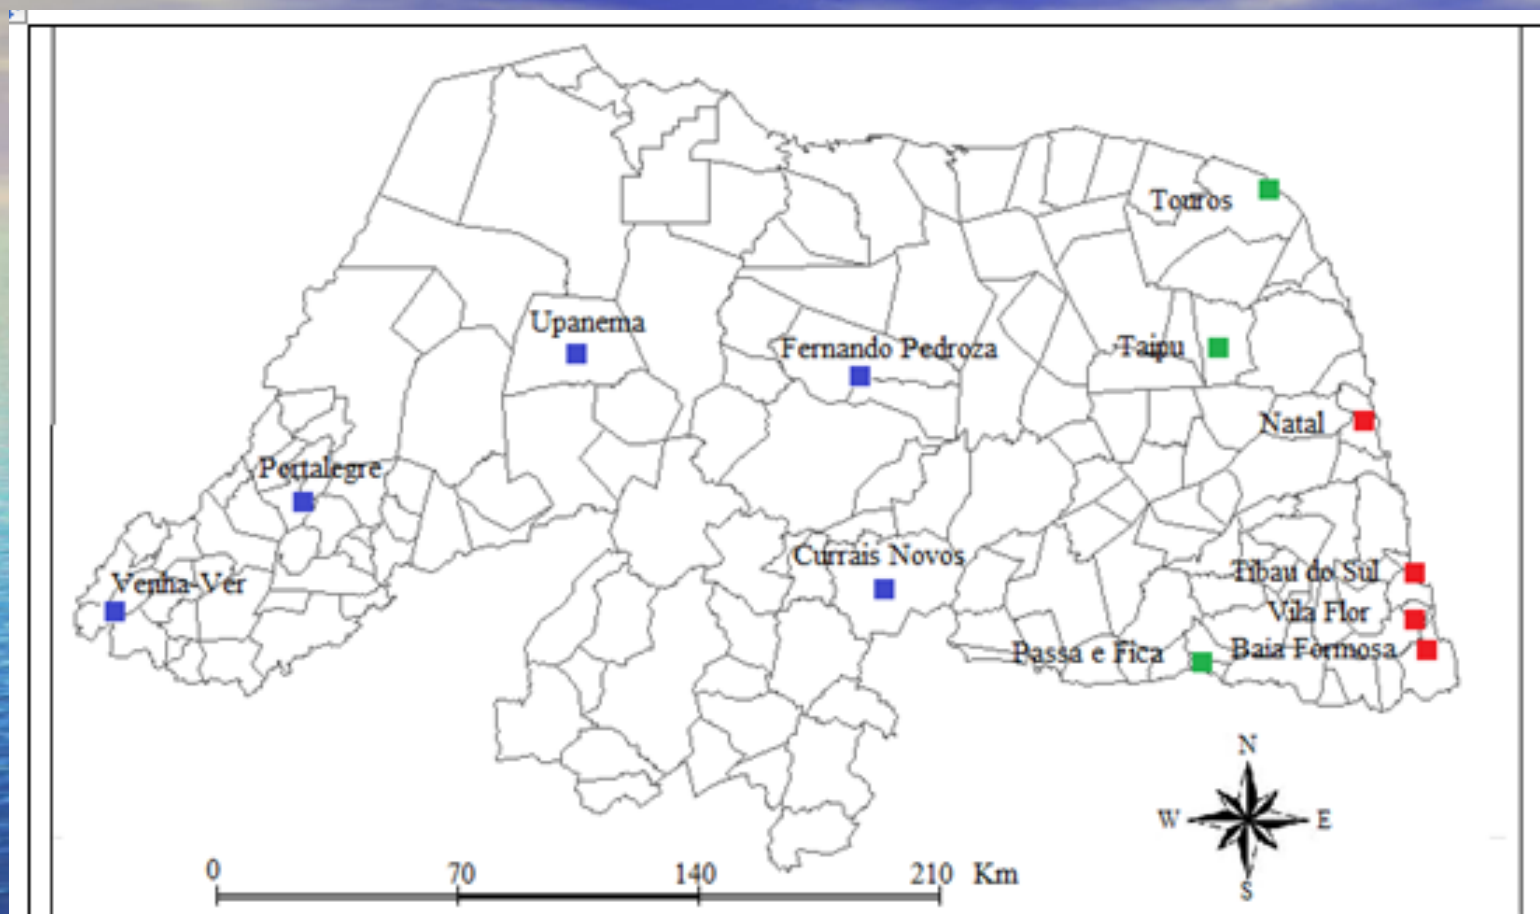 Touros
Upanema
Fernando Pedroza
Taipu
Natal
Portalegre
Currais Novos
Tibau do Sul
Venha-Ver
Vila Flor
Passa e Fica
Baia Formosa
N
W
E
S
0 70 140 210 Km